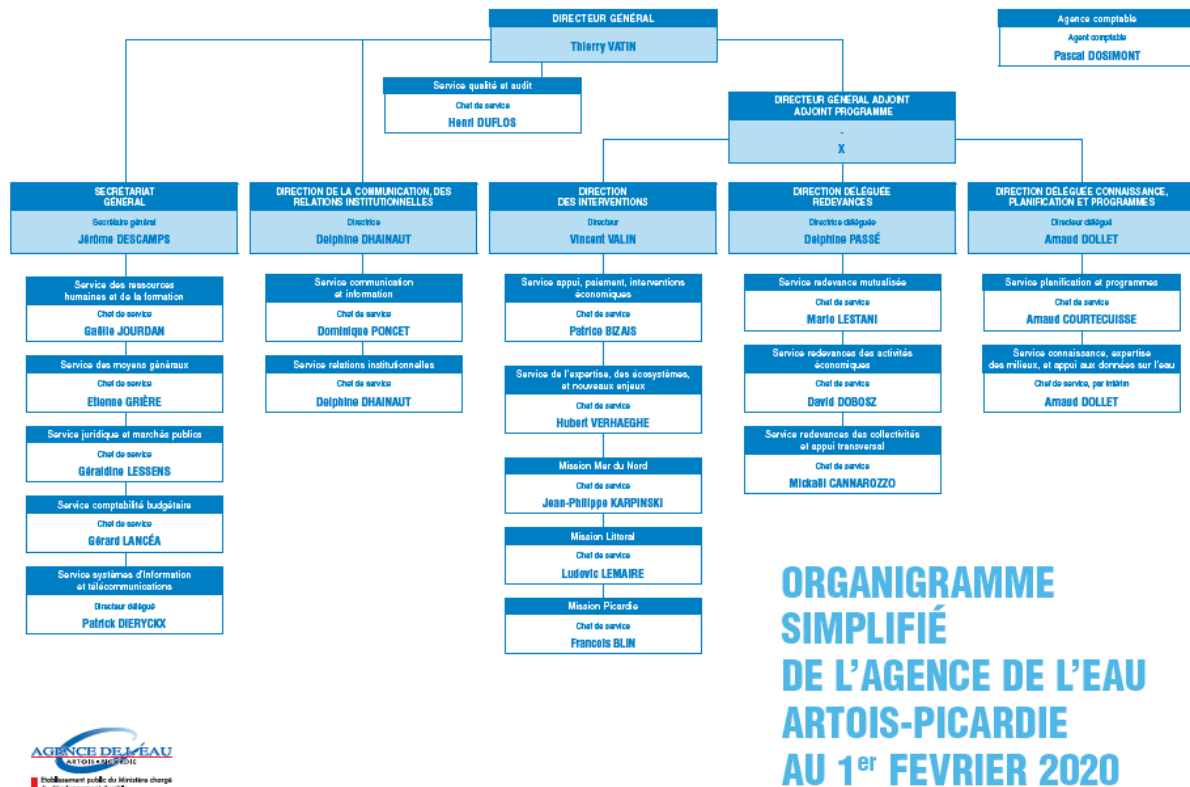 DIRECTEUR GÉNÉRAL
Thierry VATIN
Agence comptable
Agent comptable
Pascal DOSIMONT
Service qualité et audit
Chef de service
Henri DUFLOS
DIRECTEUR GÉNÉRAL ADJOINT
ADJOINT PROGRAMME
-
X
SECRÉTARIAT
GÉNÉRAL
Secrétaire général
Jérôme DESCAMPS
Service des ressources
humaines et de la formation
Chef de service
Gaëlle JOURDAN
Service des moyens généraux
Chef de service
Etienne GRIÈRE
Service juridique et marchés publics
Chef de service
Géraldine LESSENS
Service comptabilité budgétaire
Chef de service
Gérard LANCÉA
Service systèmes d'Information
et télécommunications
Directeur délégué
Patrick DIERYCKX
DIRECTION DE LA COMMUNICATION, DES
RELATIONS INSTITUTIONNELLES
Directrice
Delphine DHAINAUT
Service communication
et information
Chef de service
Dominique PONCET
Service relations institutionnelles
Chef de service
Delphine DHAINAUT
DIRECTION
DES INTERVENTIONS
Directeur
Vincent VALIN
Service appui, paiement, interventions
économiques
Chef de service
Patrice BIZAIS
Service de l'expertise, des écosystèmes,
et nouveaux enjeux
Chef de service
Hubert VERHAEGHE
Mission Mer du Nord
Chef de service
Jean-Philippe KARPINSKI
Mission Littoral
Chef de service
Ludovic LEMAIRE
Mission Picardie
Chef de service
François BLIN
DIRECTION DÉLÉGUÉE
REDEVANCES
Directrice déléguée
Delphine PASSÉ
Service redevance mutualisée
Chef de service
Mario LESTANI
Service redevances des activités
économiques
Chef de service
David DOBOSZ
Service redevances des collectivités
et appui transversal
Chef de service
Mickaël CANNAROZZO
DIRECTION DÉLÉGUÉE CONNAISSANCE,
PLANIFICATION ET PROGRAMMES
Directeur délégué
Arnaud DOLLET
Service planification et programmes
Chef de service
Arnaud COURTECUISSE
Service connaissance, expertise
des milieux, et appui aux données sur l'eau
Chef de service, par intérim
Arnaud DOLLET
ORGANIGRAMME
SIMPLIFIÉ
DE L'AGENCE DE L'EAU
ARTOIS-PICARDIE
AU 1er FEVRIER 2020
AGENCE DE L'EAU
ARTOIS•PICARDIE
Etablissement public du Ministère chargé